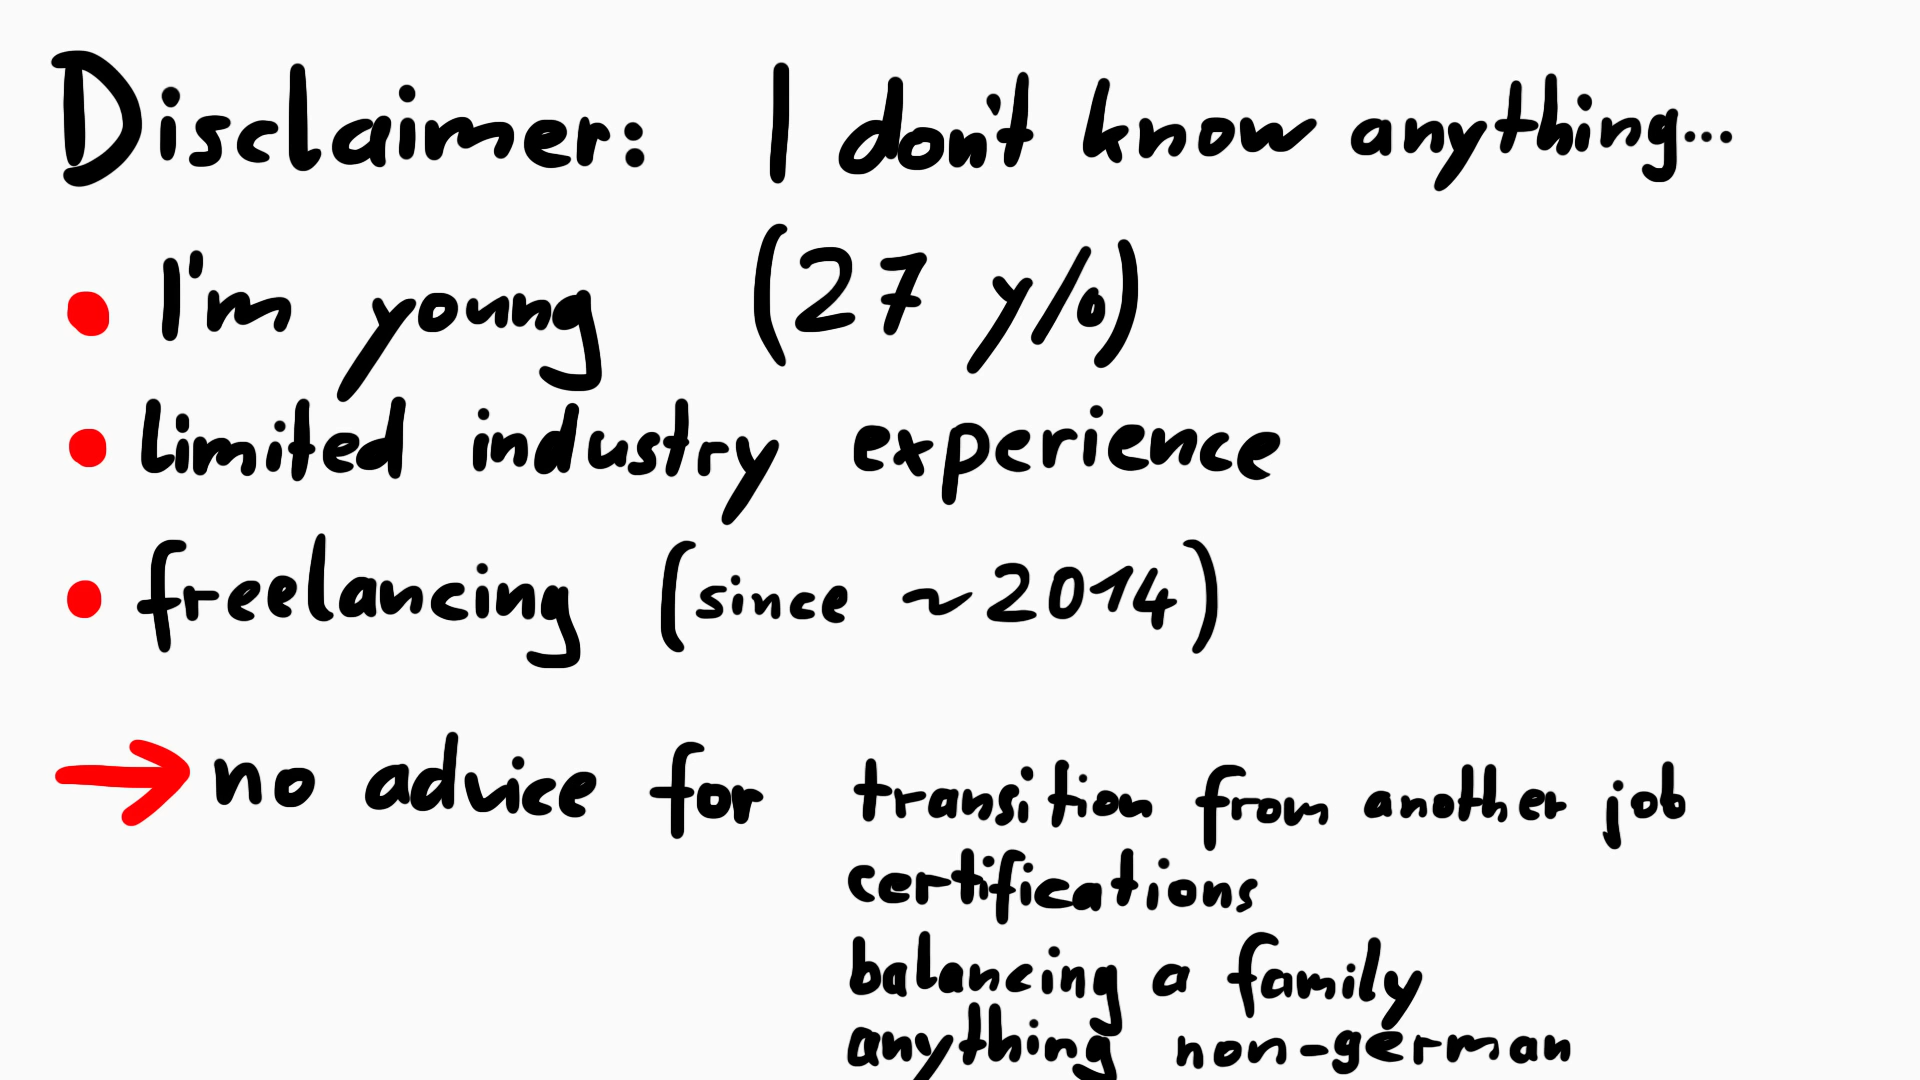 Disclaimer: I don't know anything...
• I'm young (27 y/o)
• limited industry experience
• freelancing (since ~2014)
→ no advice for transition from another job
certifications
balancing a family
anything non-german